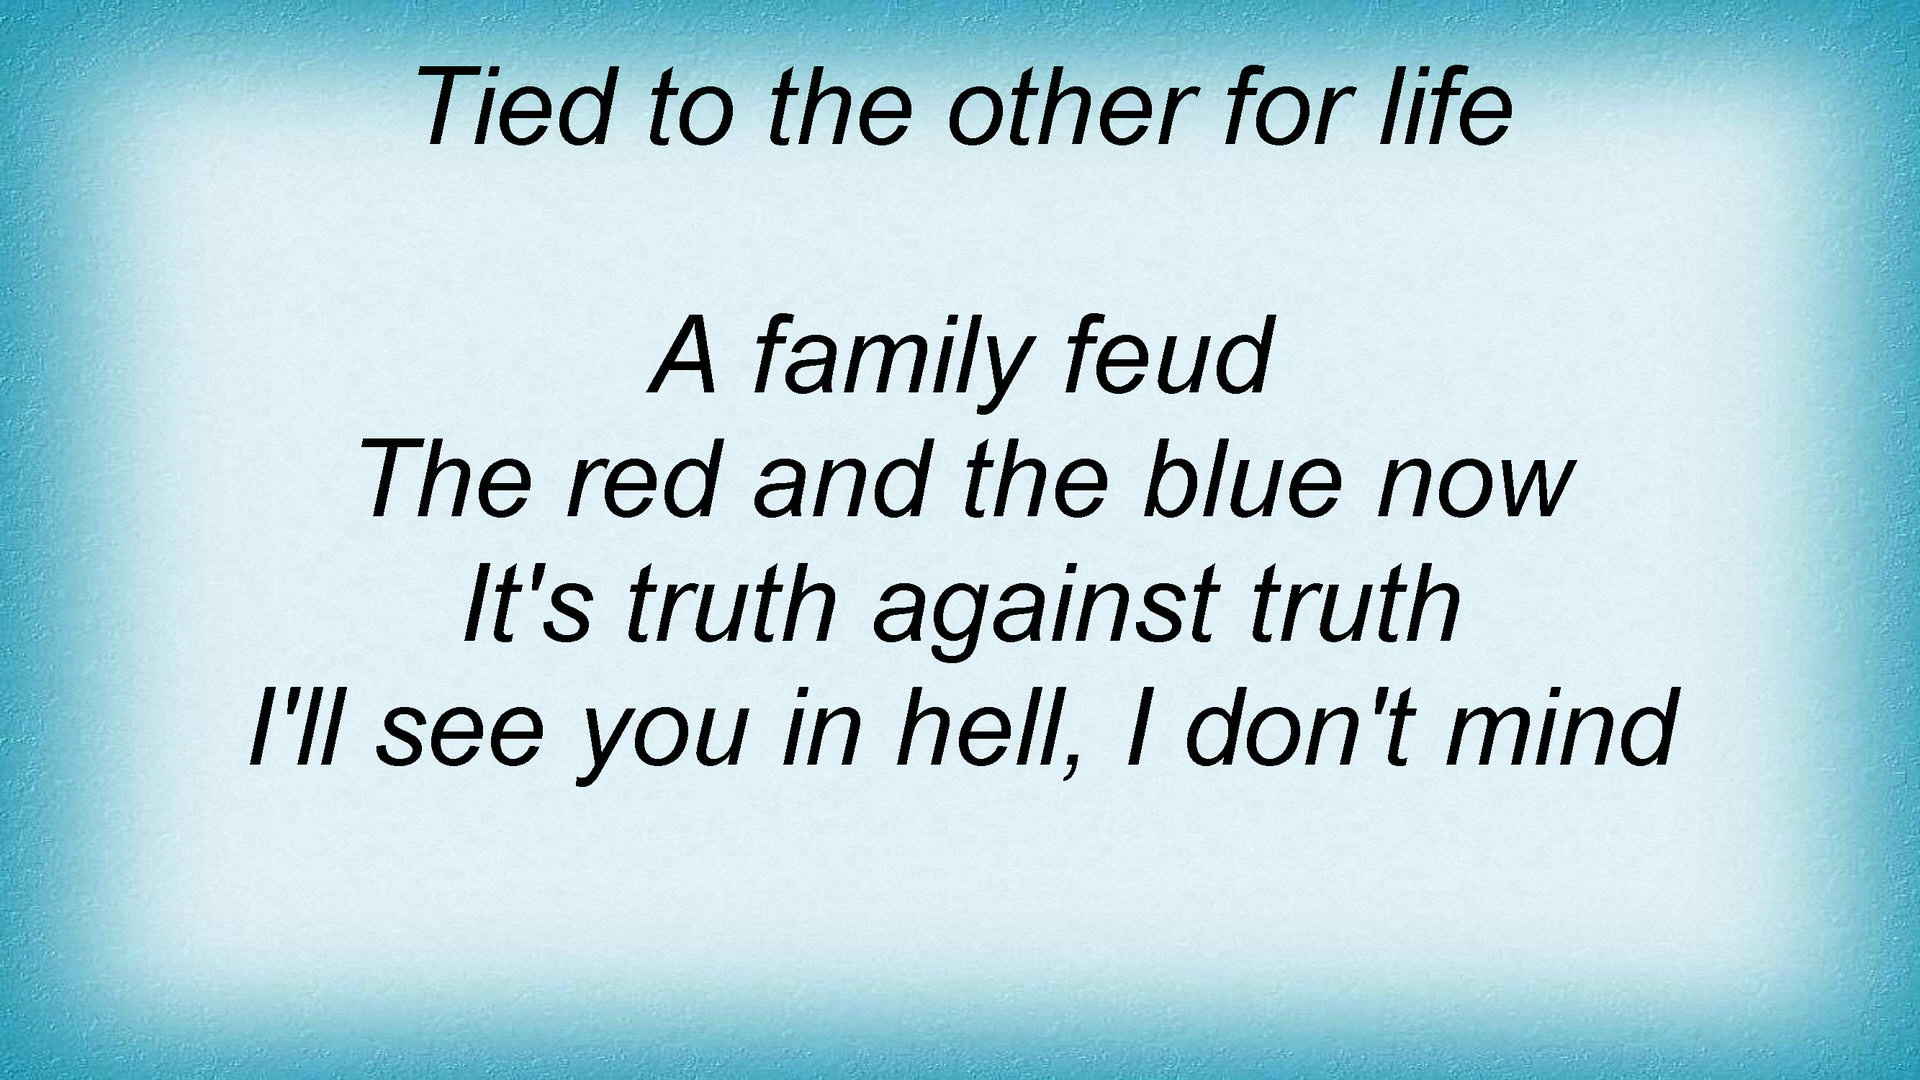 Tied to the other for life
A family feud
The red and the blue now
It's truth against truth
I'll see you in hell, I don't mind